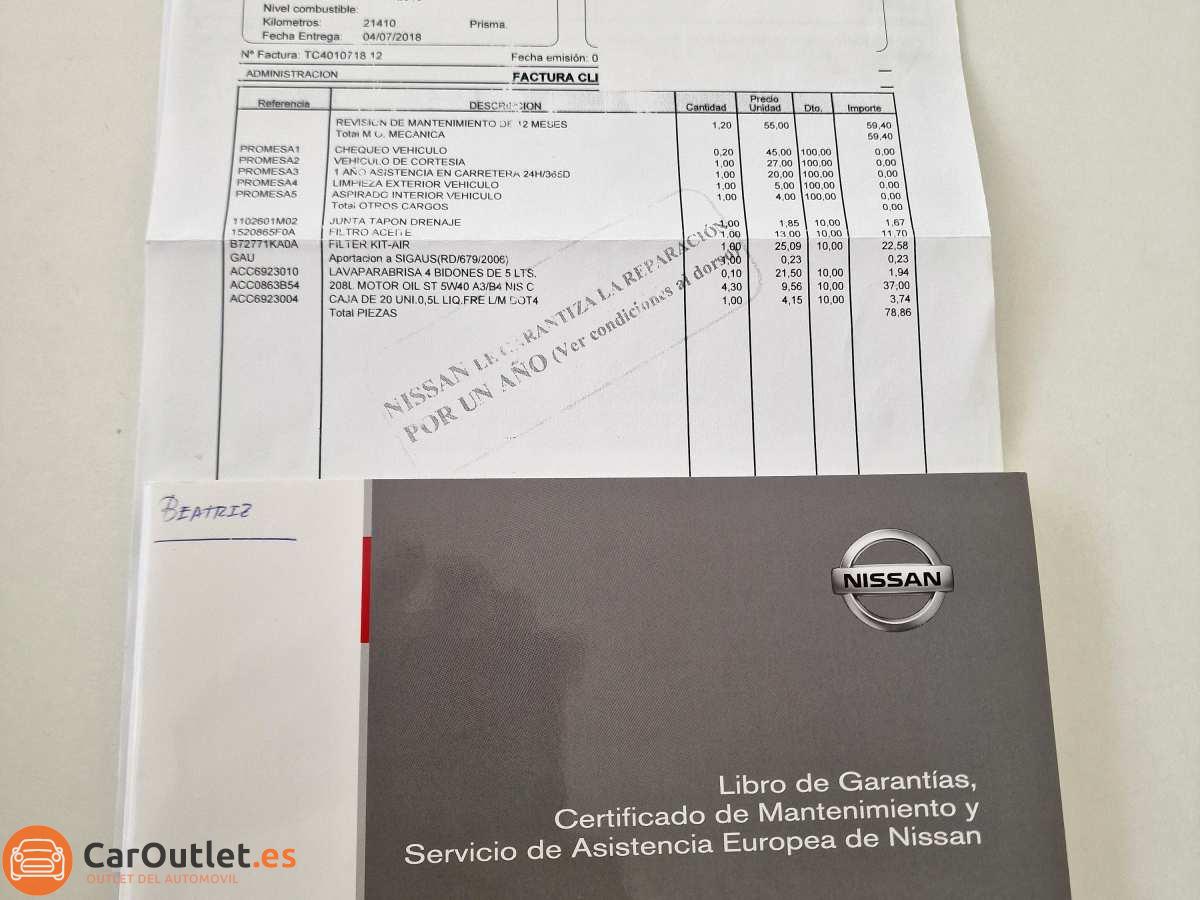 Nivel combustible:
Kilometros: 21410 Prisma.
Fecha Entrega: 04/07/2018
Nº Factura: TC4010718 12 Fecha emisión: 0
ADMINISTRACION FACTURA CLI
Referencia DESCRIPCION Cantidad Precio Unidad Dto. Importe
REVISION DE MANTENIMIENTO DE 12 MESES 1,20 55,00 59,40
Total M.O. MECANICA 59,40
PROMESA1 CHEQUEO VEHICULO 0,20 45,00 100,00 0,00
PROMESA2 VEHICULO DE CORTESIA 1,00 27,00 100,00 0,00
PROMESA3 1 AÑO ASISTENCIA EN CARRETERA 24H/365D 1,00 20,00 100,00 0,00
PROMESA4 LIMPIEZA EXTERIOR VEHICULO 1,00 5,00 100,00 0,00
PROMESA5 ASPIRADO INTERIOR VEHICULO 1,00 4,00 100,00 0,00
Total OTROS CARGOS 0,00
1102601M02 JUNTA TAPON DRENAJE 1,00 1,85 10,00 1,67
1520865F0A FILTRO ACEITE 1,00 13,00 10,00 11,70
B72771KA0A FILTER KIT-AIR 1,00 25,09 10,00 22,58
GAU Aportacion a SIGAUS(RD/679/2006) 1,00 0,23 0,23
ACC6923010 LAVAPARABRISA 4 BIDONES DE 5 LTS. 0,10 21,50 10,00 1,94
ACC0863B54 208L MOTOR OIL ST 5W40 A3/B4 NIS C 4,30 9,56 10,00 37,00
ACC6923004 CAJA DE 20 UNI.0,5L LIQ.FRE L/M DOT4 1,00 4,15 10,00 3,74
Total PIEZAS 78,86
NISSAN LE GARANTIZA LA REPARACIÓN
POR UN AÑO (Ver condiciones al dorso)
BEATRIZ
NISSAN
Libro de Garantías,
Certificado de Mantenimiento y
Servicio de Asistencia Europea de Nissan
CarOutlet.es
OUTLET DEL AUTOMOVIL